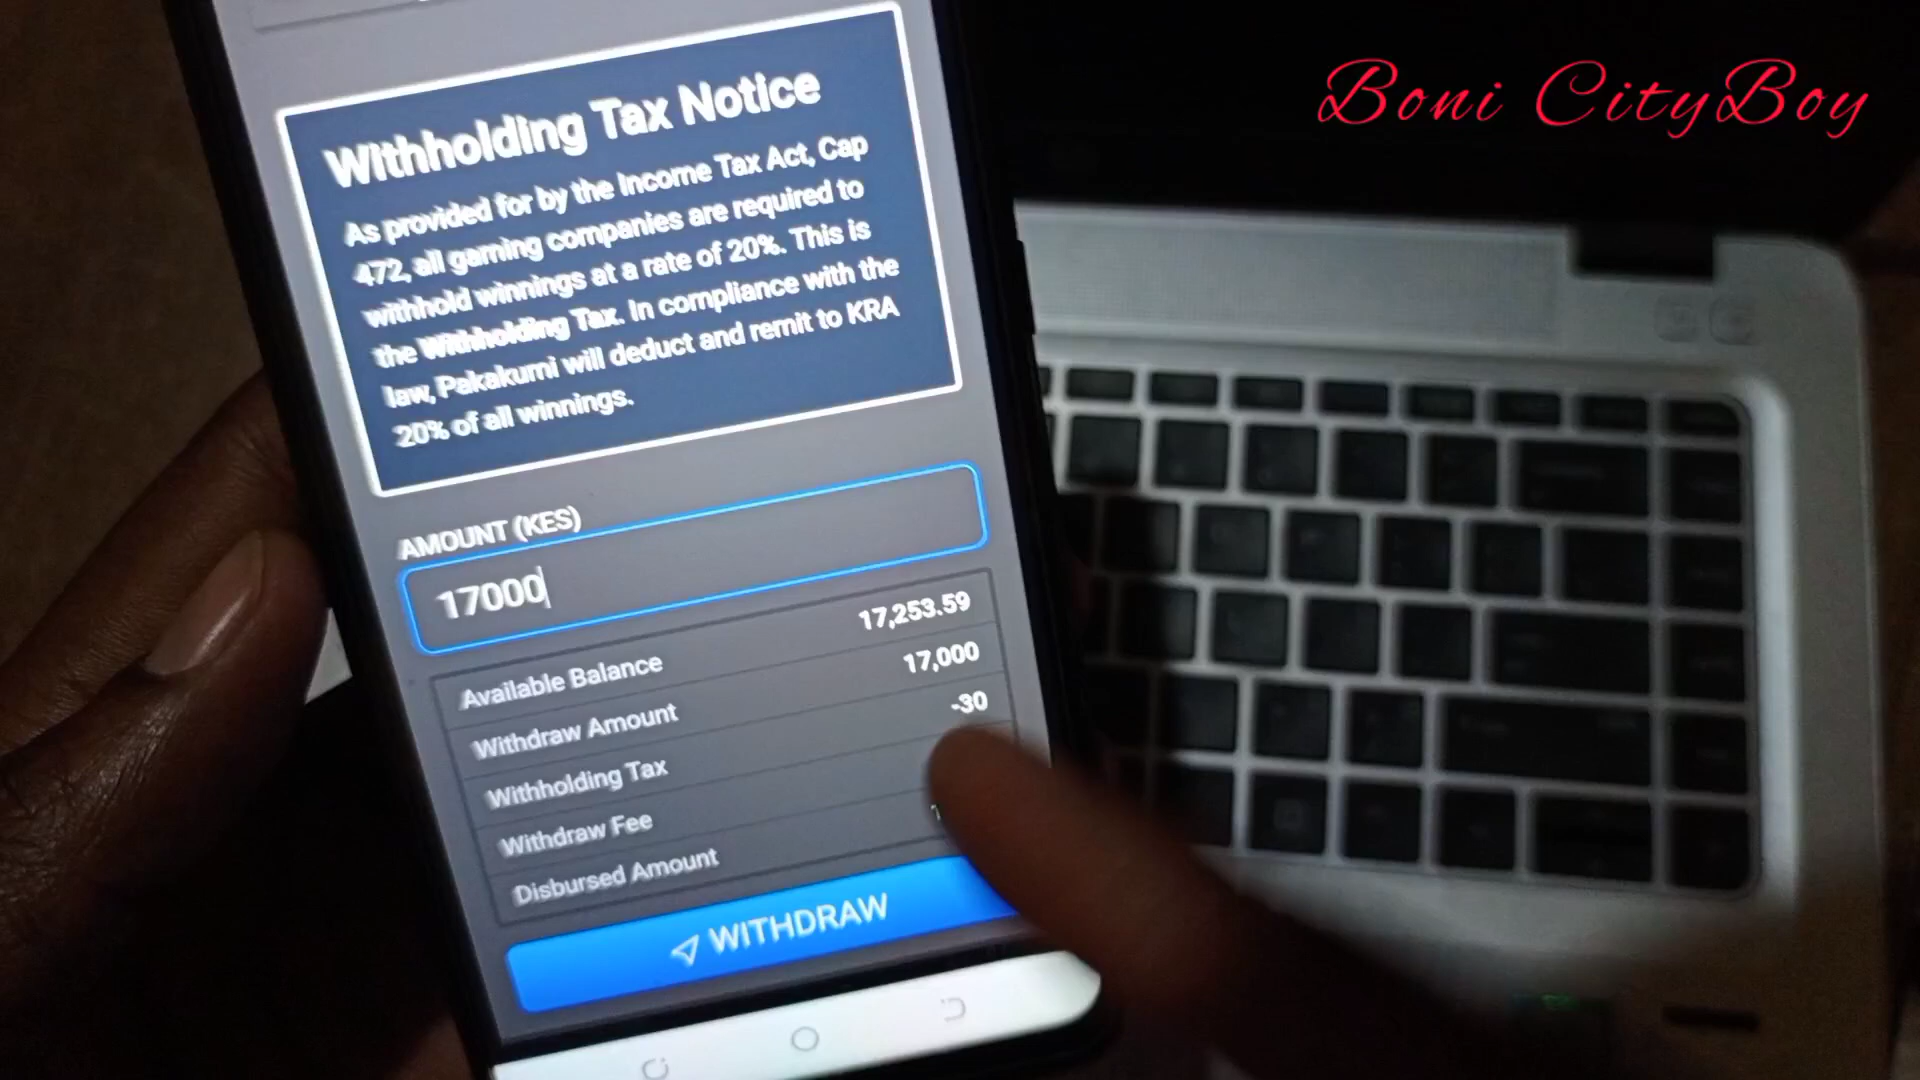 Boni CityBoy
Withholding Tax Notice
As provided for by the Income Tax Act, Cap
472, all gaming companies are required to
withhold winnings at a rate of 20%. This is
the Withholding Tax. In compliance with the
law, Pakakumi will deduct and remit to KRA
20% of all winnings.
AMOUNT (KES)
17000
Available Balance 17,253.59
Withdraw Amount 17,000
Withholding Tax -30
Withdraw Fee
Disbursed Amount
WITHDRAW